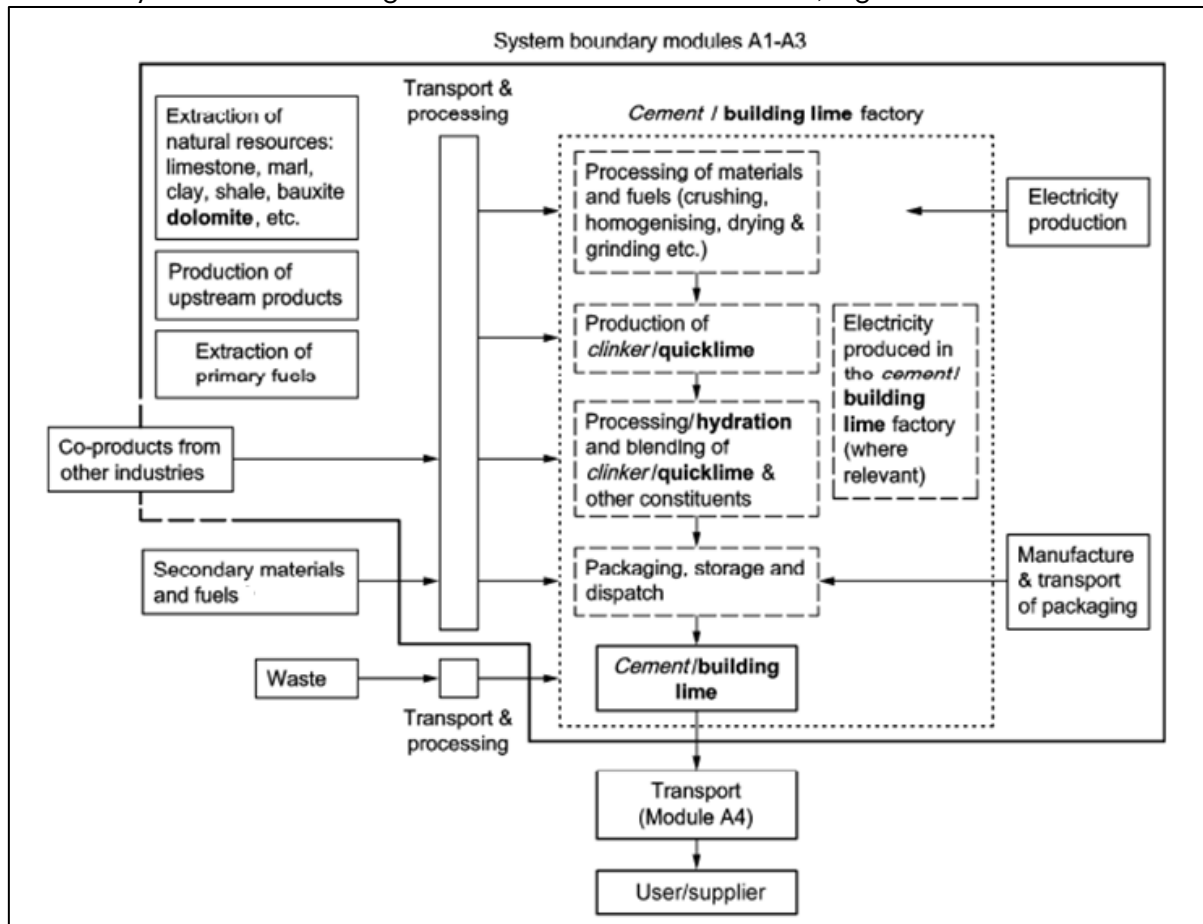 System boundary modules A1-A3
Transport &
processing
Extraction of
natural resources:
limestone, marl,
clay, shale, bauxite
dolomite, etc.
Production of
upstream products
Extraction of
primary fuels
Co-products from
other industries
Secondary materials
and fuels
Waste
Transport &
processing
Cement / building lime factory
Processing of materials
and fuels (crushing,
homogenising, drying &
grinding etc.)
Production of
clinker/quicklime
Processing/hydration
and blending of
clinker/quicklime &
other constituents
Packaging, storage and
dispatch
Cement/building
lime
Electricity
produced in
the cement/
building
lime factory
(where
relevant)
Electricity
production
Manufacture
& transport
of packaging
Transport
(Module A4)
User/supplier